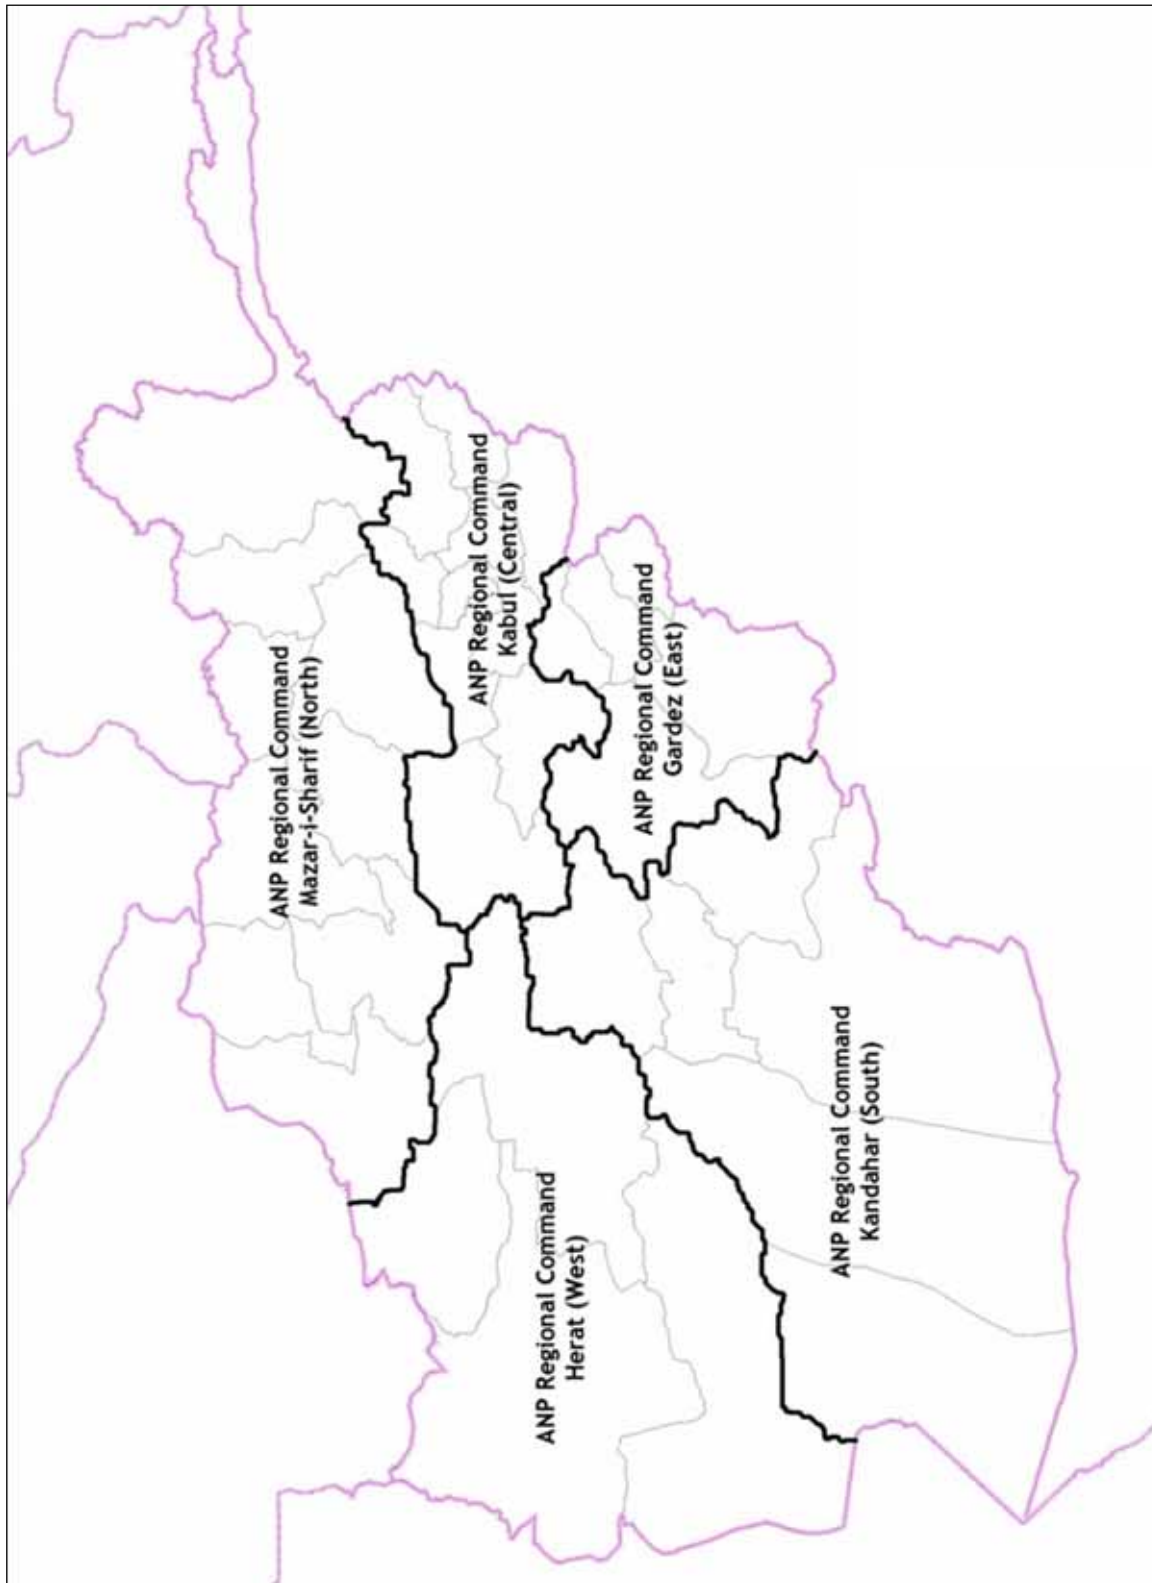 ANP Regional Command
Mazar-i-Sharif (North)
ANP Regional Command
Kabul (Central)
ANP Regional Command
Gardez (East)
ANP Regional Command
Herat (West)
ANP Regional Command
Kandahar (South)